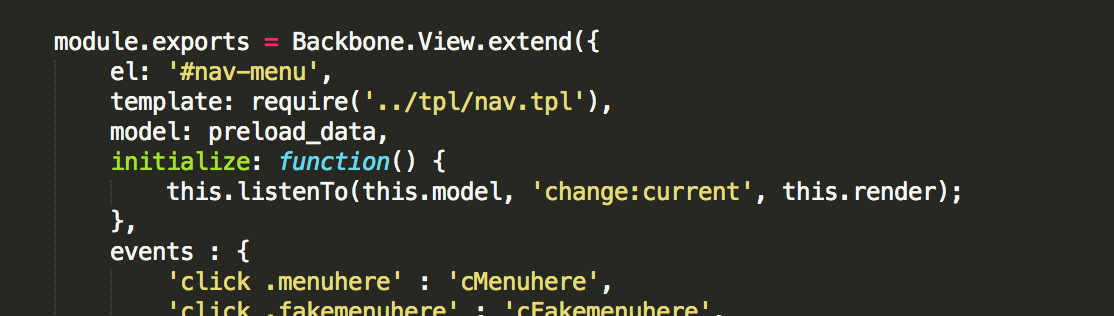 module.exports = Backbone.View.extend({
    el: '#nav-menu',
    template: require('../tpl/nav.tpl'),
    model: preload_data,
    initialize: function() {
        this.listenTo(this.model, 'change:current', this.render);
    },
    events : {
        'click .menuhere' : 'cMenuhere',
        'click .fakemenuhere' : 'cFakemenuhere',